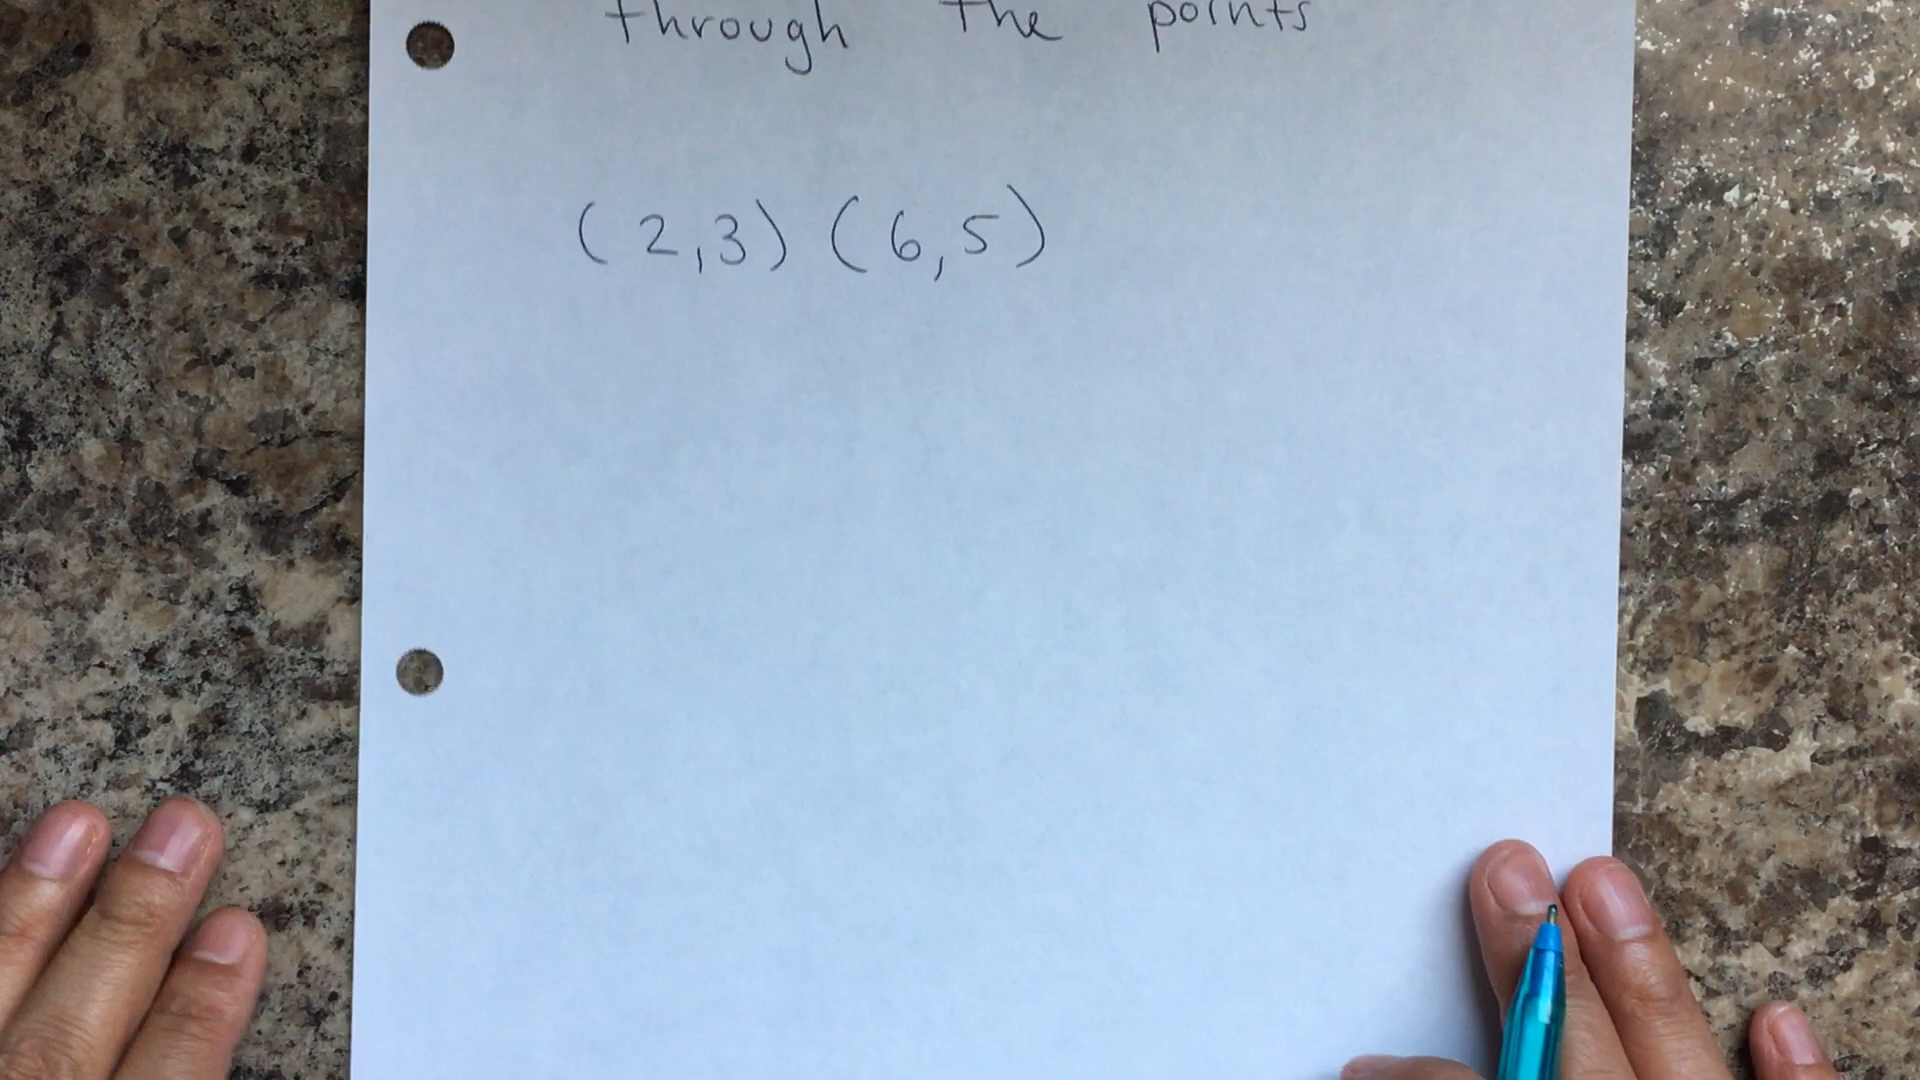 through the points
(2,3) (6,5)